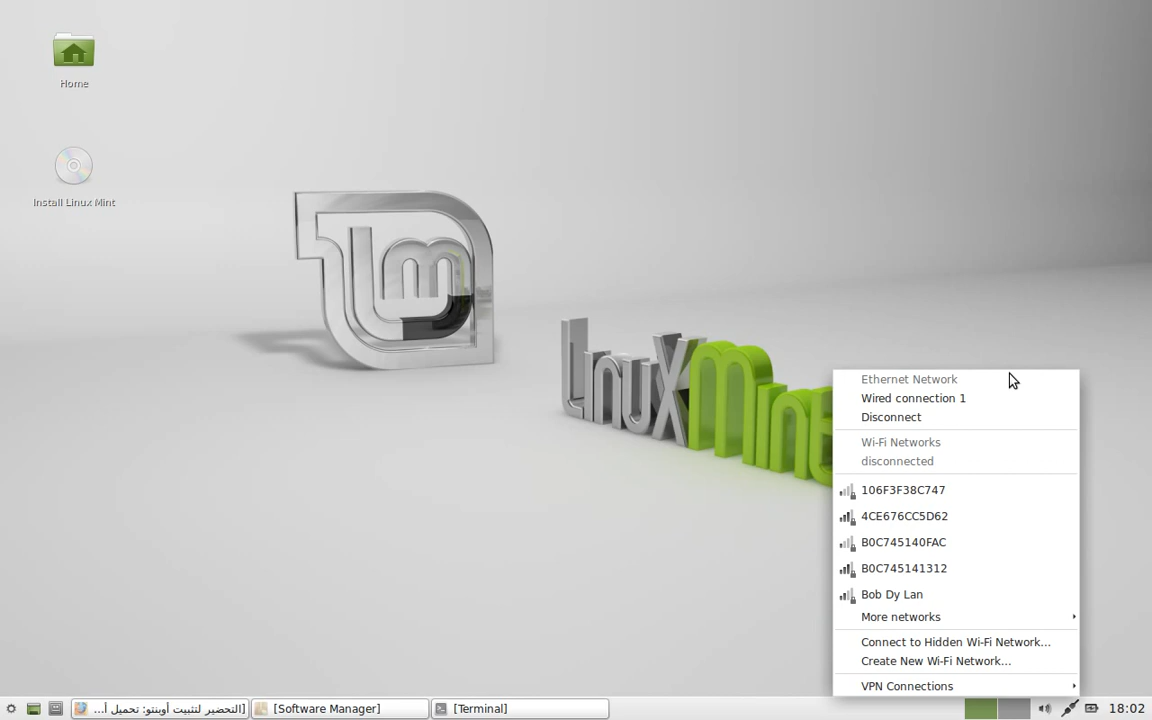 Home
Install Linux Mint
Linux Mint
Ethernet Network
Wired connection 1
Disconnect
Wi-Fi Networks
disconnected
106F3F38C747
4CE676CC5D62
B0C745140FAC
B0C745141312
Bob Dy Lan
More networks
Connect to Hidden Wi-Fi Network...
Create New Wi-Fi Network...
VPN Connections
[التحضير لتثبيت أوبنتو: تحميل أ...
[Software Manager]
[Terminal]
18:02